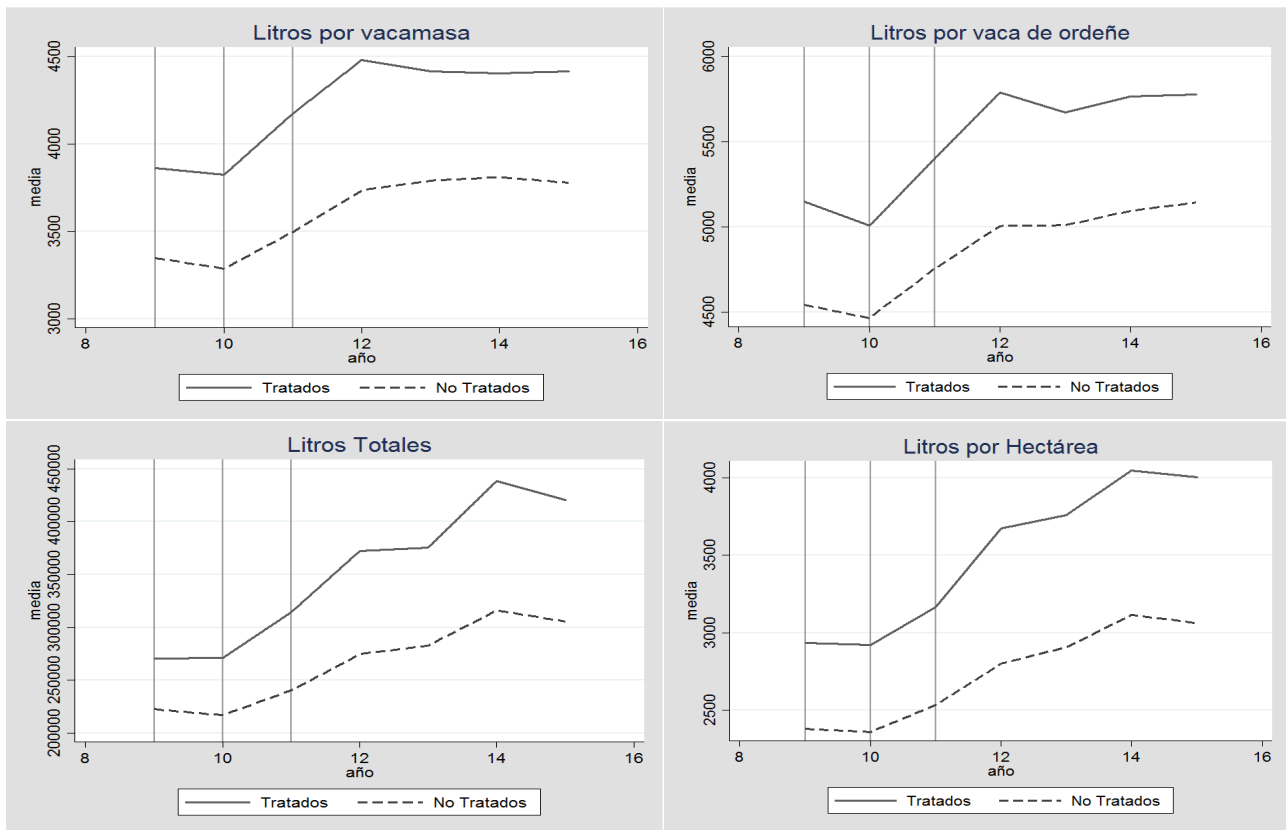 Litros por vacamasa
4500
4000
3500
3000
media
8
10
12
14
16
año
Tratados
No Tratados
Litros por vaca de ordeñe
6000
5500
5000
4500
media
8
10
12
14
16
año
Tratados
No Tratados
Litros Totales
450000
400000
350000
300000
250000
200000
media
8
10
12
14
16
año
Tratados
No Tratados
Litros por Hectárea
4000
3500
3000
2500
media
8
10
12
14
16
año
Tratados
No Tratados